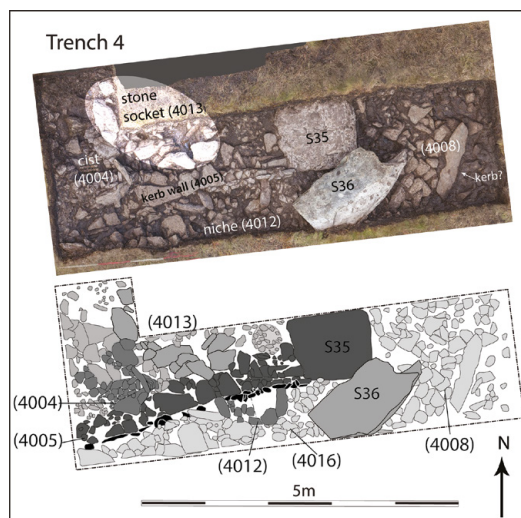 Trench 4
stone
socket (4013)
S35
cist
(4004)
(4008)
kerb wall (4005)
S36
kerb?
niche (4012)
(4013)
S35
(4004)
S36
(4005)
(4012)
(4016)
(4008)
N
5m